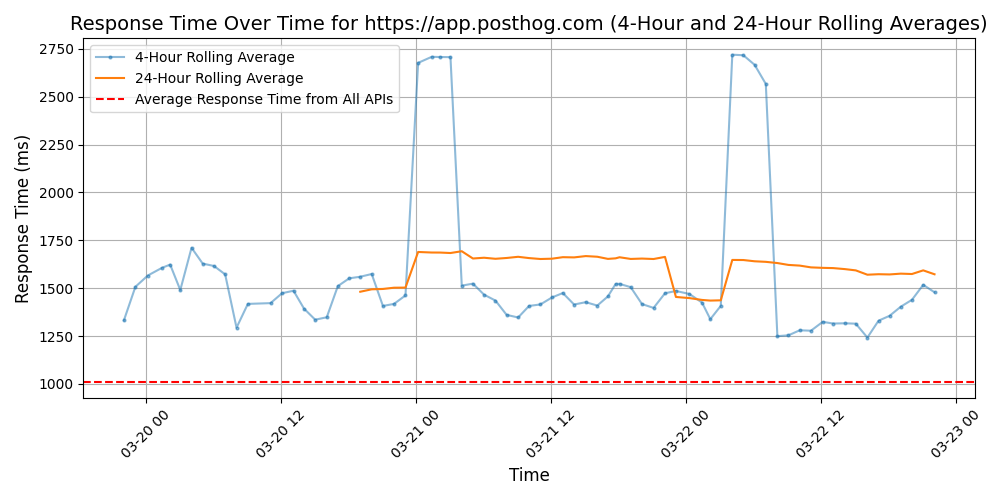 Response Time Over Time for https://app.posthog.com (4-Hour and 24-Hour Rolling Averages)
4-Hour Rolling Average
24-Hour Rolling Average
Average Response Time from All APIs
Response Time (ms)
2750
2500
2250
2000
1750
1500
1250
1000
03-20 00
03-20 12
03-21 00
03-21 12
03-22 00
03-22 12
03-23 00
Time